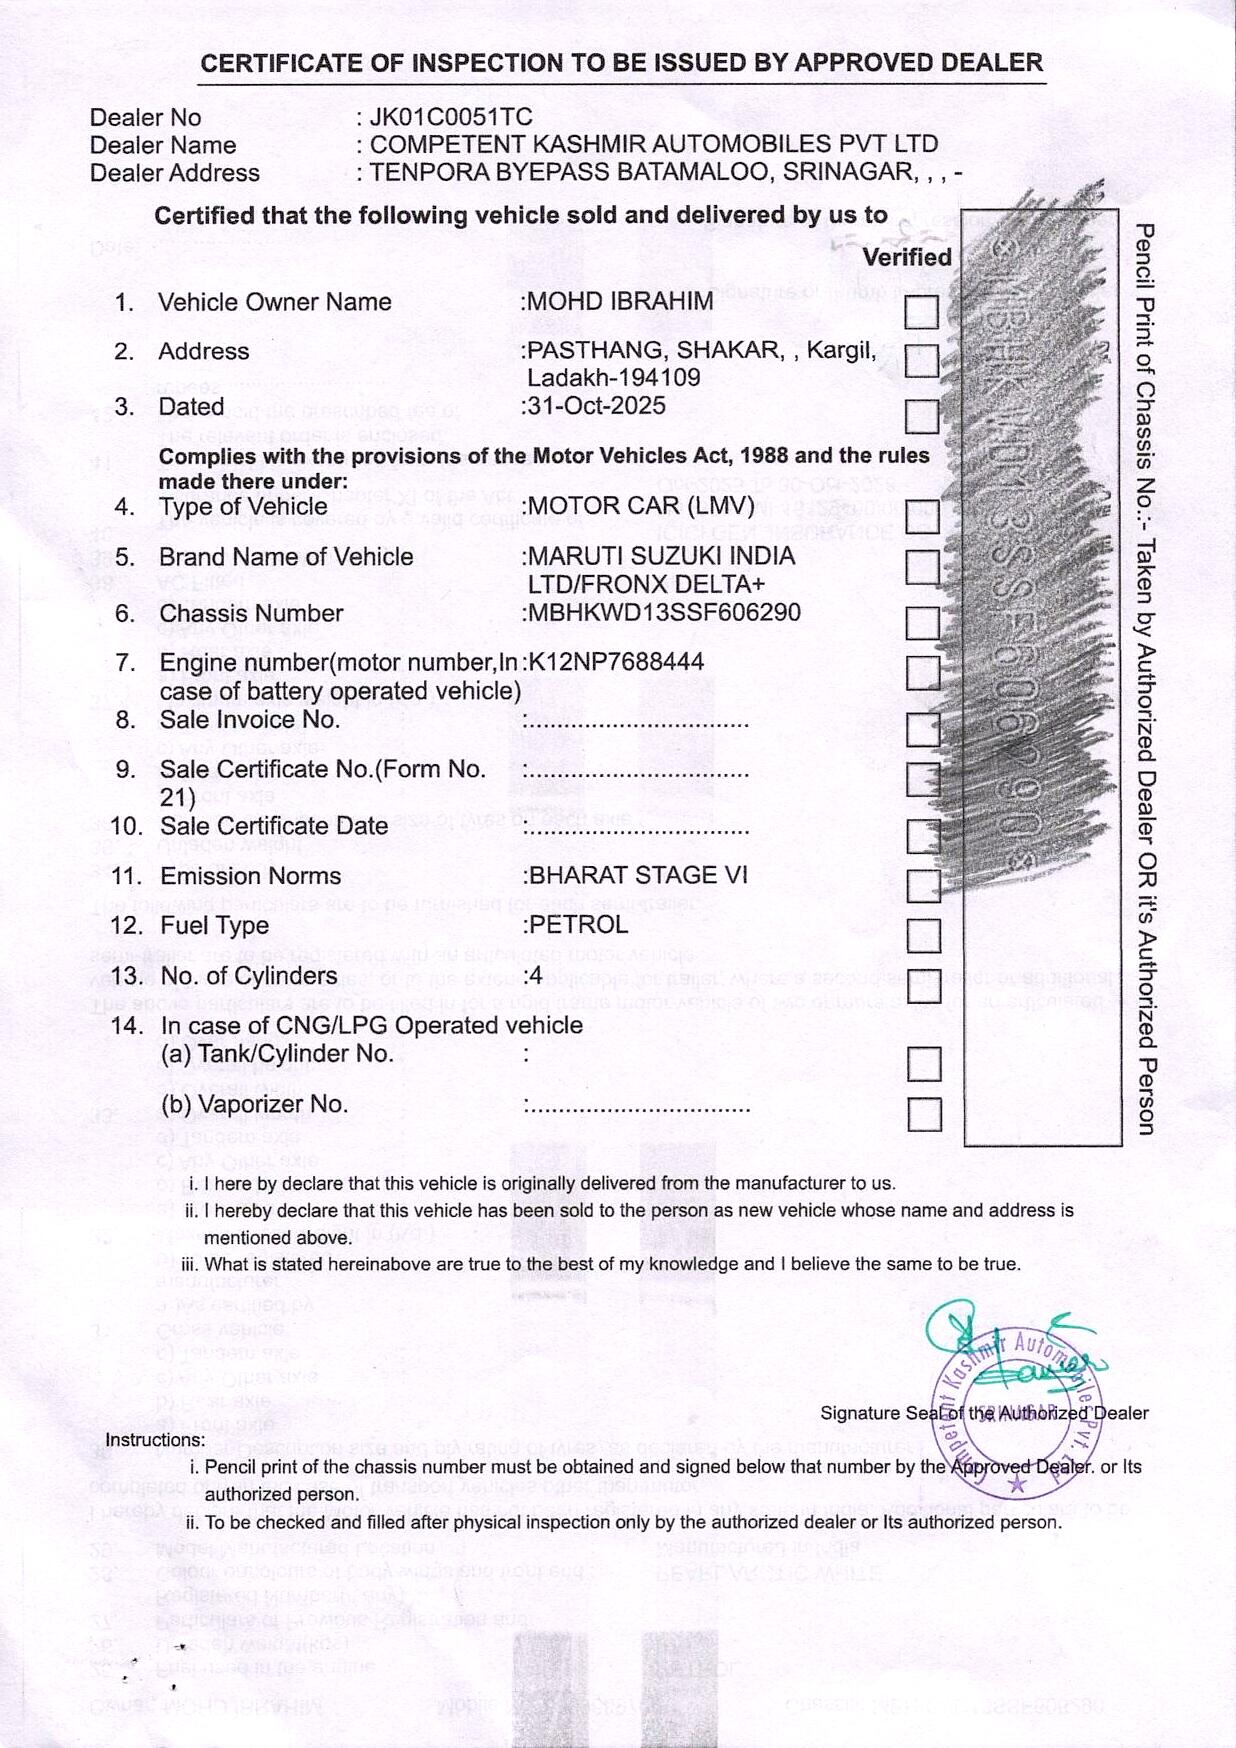 CERTIFICATE OF INSPECTION TO BE ISSUED BY APPROVED DEALER
Dealer No : JK01C0051TC
Dealer Name : COMPETENT KASHMIR AUTOMOBILES PVT LTD
Dealer Address : TENPORA BYEPASS BATAMALOO, SRINAGAR, , , -
Certified that the following vehicle sold and delivered by us to
Verified
1. Vehicle Owner Name :MOHD IBRAHIM
2. Address :PASTHANG, SHAKAR, , Kargil,
Ladakh-194109
3. Dated :31-Oct-2025
Complies with the provisions of the Motor Vehicles Act, 1988 and the rules
made there under:
4. Type of Vehicle :MOTOR CAR (LMV)
5. Brand Name of Vehicle :MARUTI SUZUKI INDIA
LTD/FRONX DELTA+
6. Chassis Number :MBHKWD13SSF606290
7. Engine number(motor number,In :K12NP7688444
case of battery operated vehicle)
8. Sale Invoice No. :................................
9. Sale Certificate No.(Form No. :................................
21)
10. Sale Certificate Date :................................
11. Emission Norms :BHARAT STAGE VI
12. Fuel Type :PETROL
13. No. of Cylinders :4
14. In case of CNG/LPG Operated vehicle
(a) Tank/Cylinder No. :
(b) Vaporizer No. :................................
MBHKWD13SSF606290
Pencil Print of Chassis No.:- Taken by Authorized Dealer OR it's Authorized Person
i. I here by declare that this vehicle is originally delivered from the manufacturer to us.
ii. I hereby declare that this vehicle has been sold to the person as new vehicle whose name and address is
mentioned above.
iii. What is stated hereinabove are true to the best of my knowledge and I believe the same to be true.
Competent Kashmir Automobiles Pvt. Ltd
SRINAGAR
Signature Seal of the Authorized Dealer
Instructions:
i. Pencil print of the chassis number must be obtained and signed below that number by the Approved Dealer. or Its
authorized person.
ii. To be checked and filled after physical inspection only by the authorized dealer or Its authorized person.